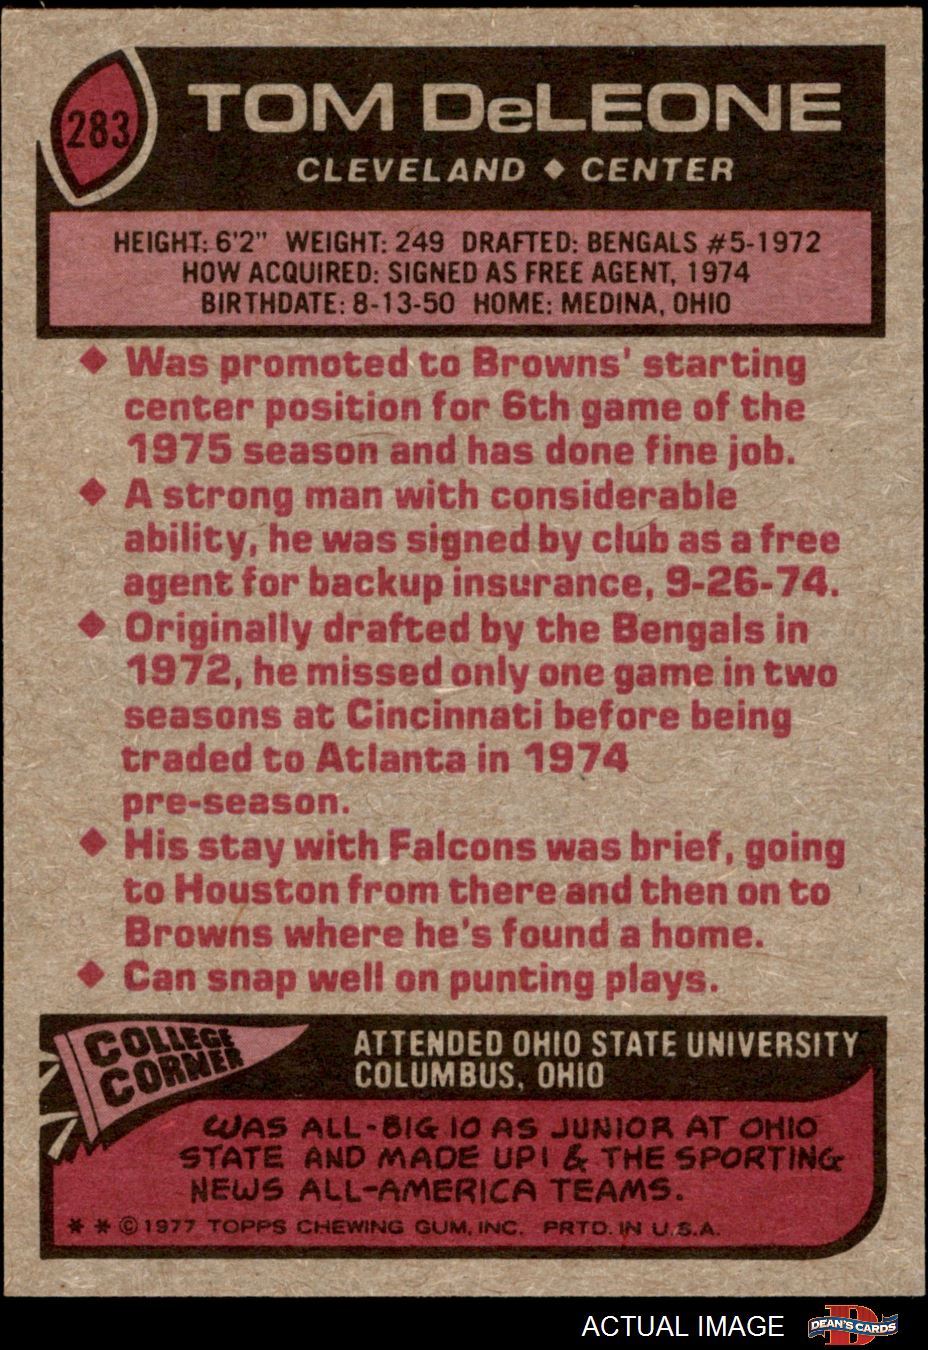 283
TOM DeLEONE
CLEVELAND ◆ CENTER
HEIGHT: 6'2" WEIGHT: 249 DRAFTED: BENGALS #5-1972
HOW ACQUIRED: SIGNED AS FREE AGENT, 1974
BIRTHDATE: 8-13-50 HOME: MEDINA, OHIO
◆ Was promoted to Browns' starting
center position for 6th game of the
1975 season and has done fine job.
◆ A strong man with considerable
ability, he was signed by club as a free
agent for backup insurance, 9-26-74.
◆ Originally drafted by the Bengals in
1972, he missed only one game in two
seasons at Cincinnati before being
traded to Atlanta in 1974
pre-season.
◆ His stay with Falcons was brief, going
to Houston from there and then on to
Browns where he's found a home.
◆ Can snap well on punting plays.
COLLEGE
CORNER
ATTENDED OHIO STATE UNIVERSITY
COLUMBUS, OHIO
WAS ALL-BIG 10 AS JUNIOR AT OHIO
STATE AND MADE UPI & THE SPORTING
NEWS ALL-AMERICA TEAMS.
* * © 1977 TOPPS CHEWING GUM, INC. PRTD. IN U.S.A.
ACTUAL IMAGE
DEAN'S CARDS